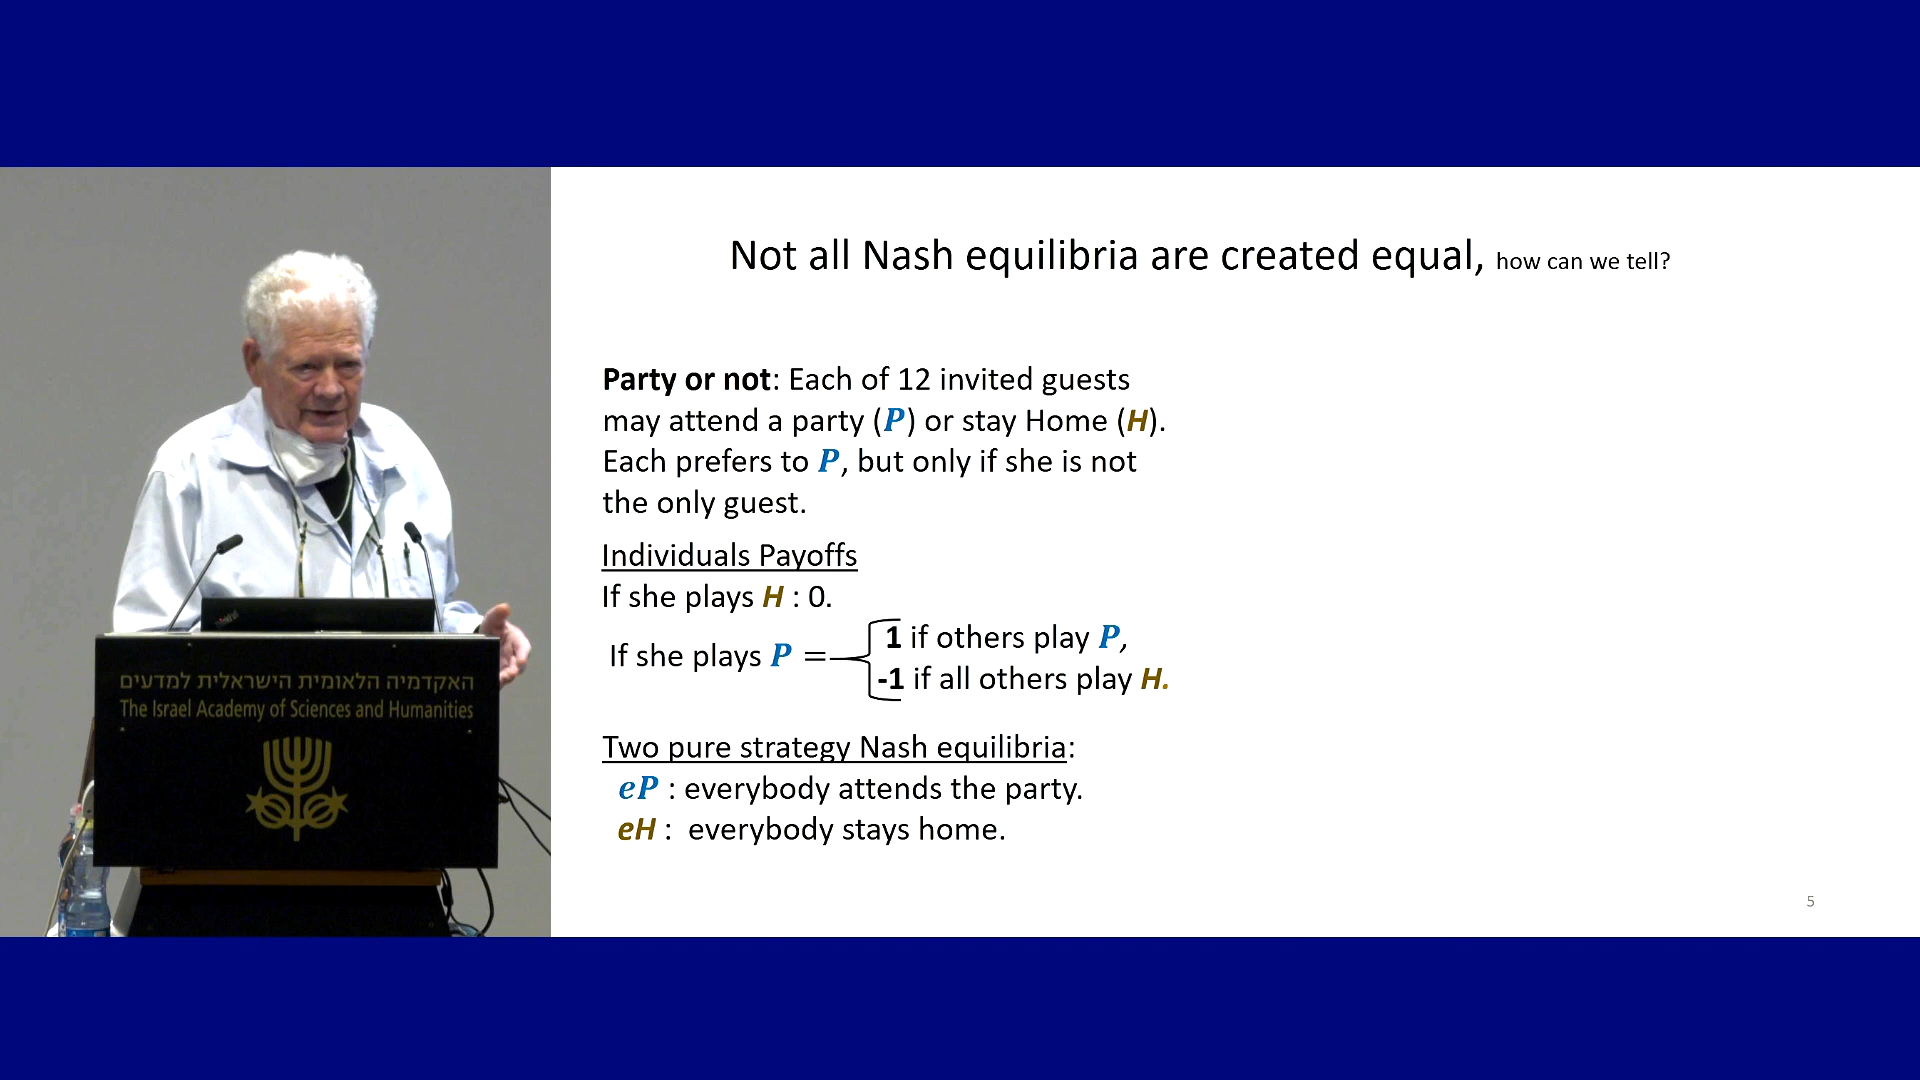 Not all Nash equilibria are created equal, how can we tell?
Party or not: Each of 12 invited guests
may attend a party (P) or stay Home (H).
Each prefers to P, but only if she is not
the only guest.
Individuals Payoffs
If she plays H : 0.
If she plays P =
1 if others play P,
-1 if all others play H.
Two pure strategy Nash equilibria:
eP : everybody attends the party.
eH : everybody stays home.
5
האקדמיה הלאומית הישראלית למדעים
The Israel Academy of Sciences and Humanities